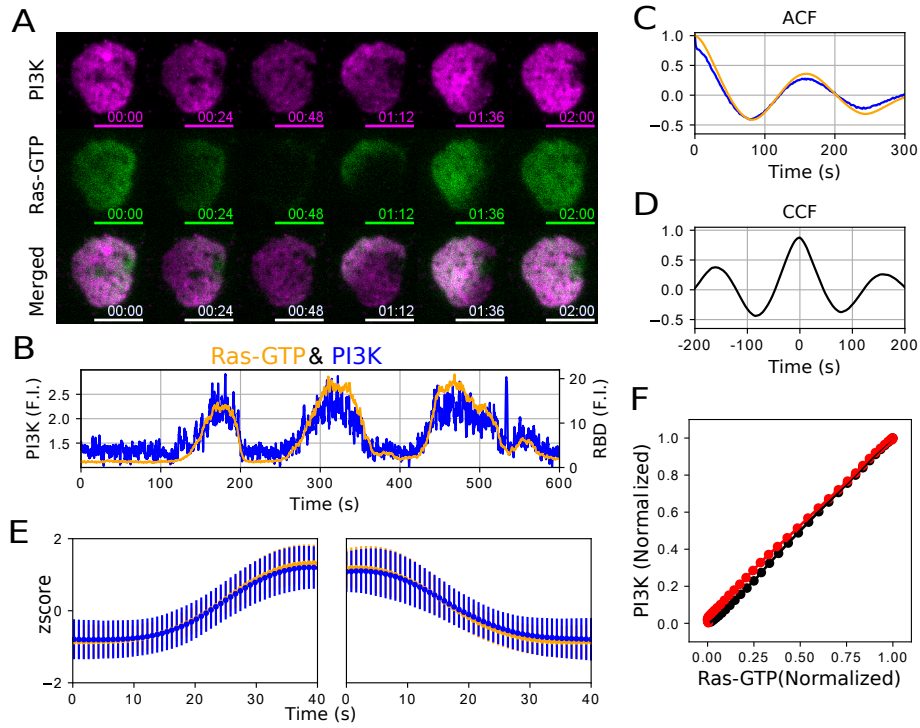 A
PI3K
00:00 00:24 00:48 01:12 01:36 02:00
Ras-GTP
00:00 00:24 00:48 01:12 01:36 02:00
Merged
00:00 00:24 00:48 01:12 01:36 02:00
B
Ras-GTP & PI3K
PI3K (F.I.)
2.5
2.0
1.5
RBD (F.I.)
20
10
0
0 100 200 300 400 500 600
Time (s)
C
ACF
1.0
0.5
0.0
−0.5
0 100 200 300
Time (s)
D
CCF
1.0
0.5
0.0
−0.5
−200 −100 0 100 200
Time (s)
E
zscore
2
0
−2
0 10 20 30 40
0 10 20 30 40
Time (s)
F
PI3K (Normalized)
1.0
0.8
0.6
0.4
0.2
0.0
0.00 0.25 0.50 0.75 1.00
Ras-GTP(Normalized)